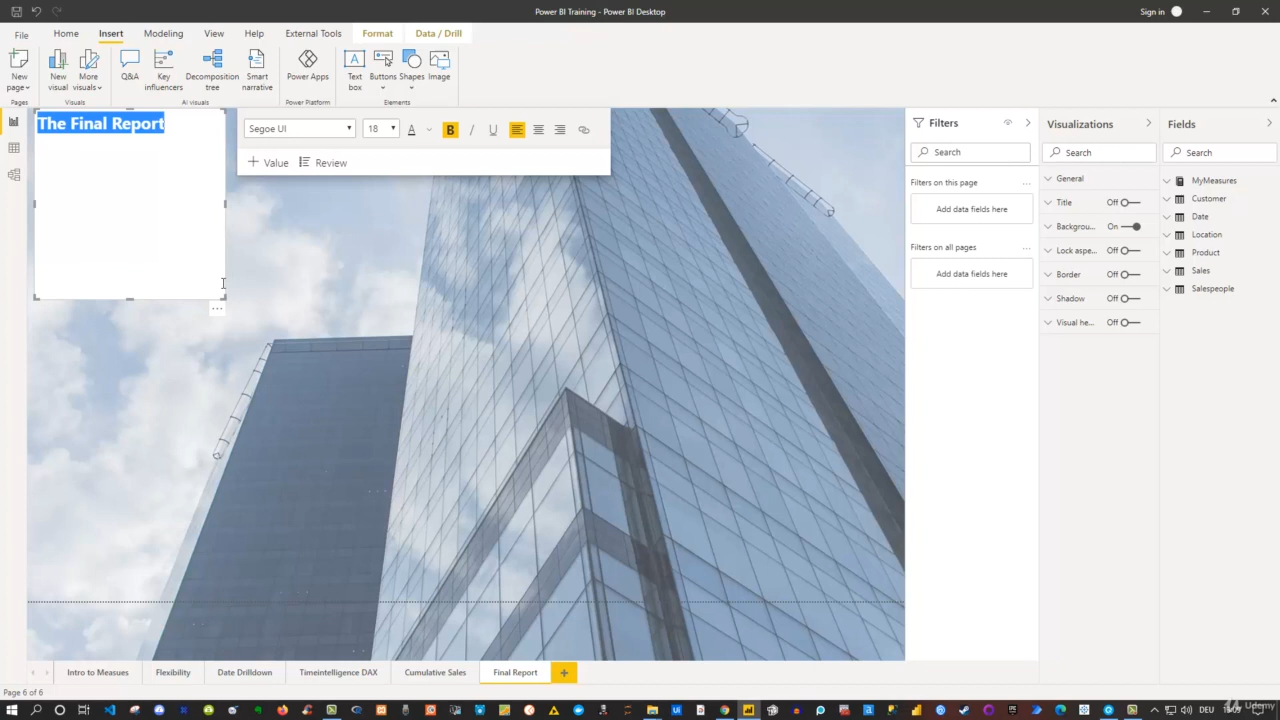 Power BI Training - Power BI Desktop
Sign in
File
Home
Insert
Modeling
View
Help
External Tools
Format
Data / Drill
New page
New visual
More visuals
Q&A
Key influencers
Decomposition tree
Smart narrative
Power Apps
Text box
Buttons
Shapes
Image
Pages
Visuals
AI visuals
Power Platform
Elements
The Final Report
Segoe UI
18
A
B
I
U
Value
Review
Filters
Search
Filters on this page
...
Add data fields here
Filters on all pages
...
Add data fields here
Visualizations
Search
General
Title Off
Backgrou... On
Lock aspe... Off
Border Off
Shadow Off
Visual he... Off
Fields
Search
MyMeasures
Customer
Date
Location
Product
Sales
Salespeople
Intro to Measues
Flexibility
Date Drilldown
Timeintelligence DAX
Cumulative Sales
Final Report
Page 6 of 6
DEU
Udemy